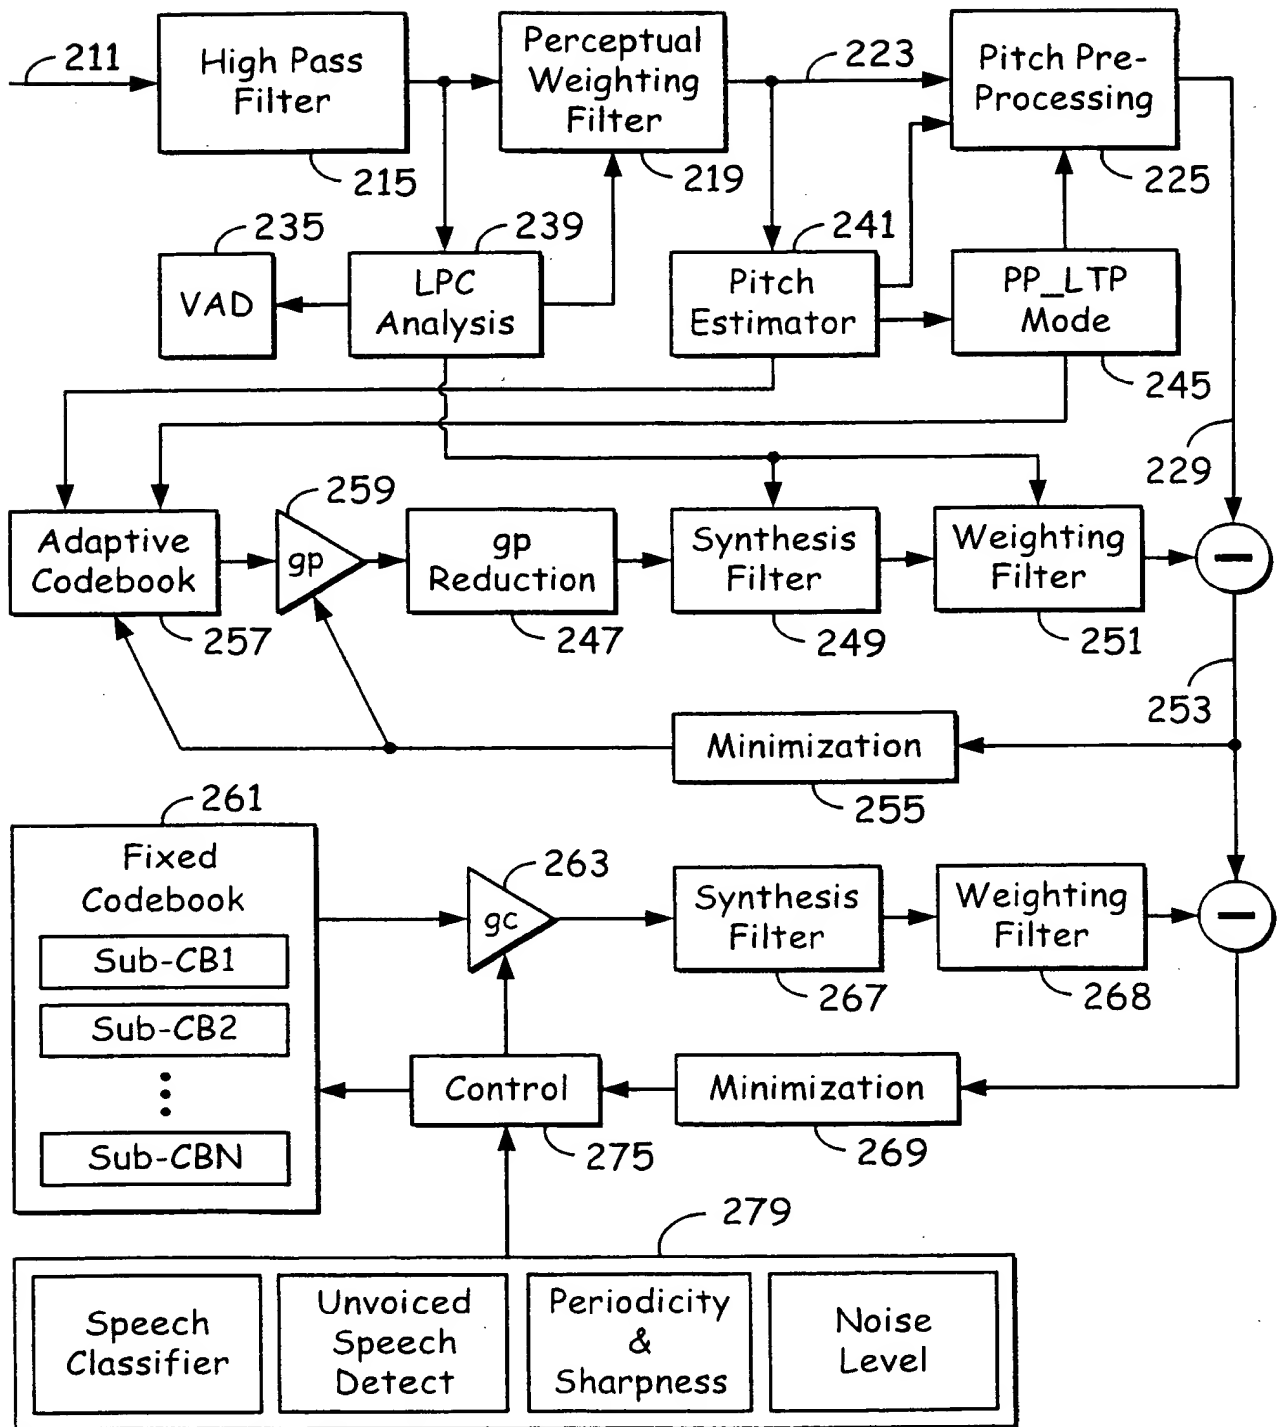 211
High Pass
Filter
215
Perceptual
Weighting
Filter
219
223
Pitch Pre-
Processing
225
235
VAD
239
LPC
Analysis
241
Pitch
Estimator
PP_LTP
Mode
245
229
Adaptive
Codebook
257
259
gp
gp
Reduction
247
Synthesis
Filter
249
Weighting
Filter
251
253
Minimization
255
261
Fixed
Codebook
Sub-CB1
Sub-CB2
Sub-CBN
263
gc
Synthesis
Filter
267
Weighting
Filter
268
Control
275
Minimization
269
279
Speech
Classifier
Unvoiced
Speech
Detect
Periodicity
&
Sharpness
Noise
Level